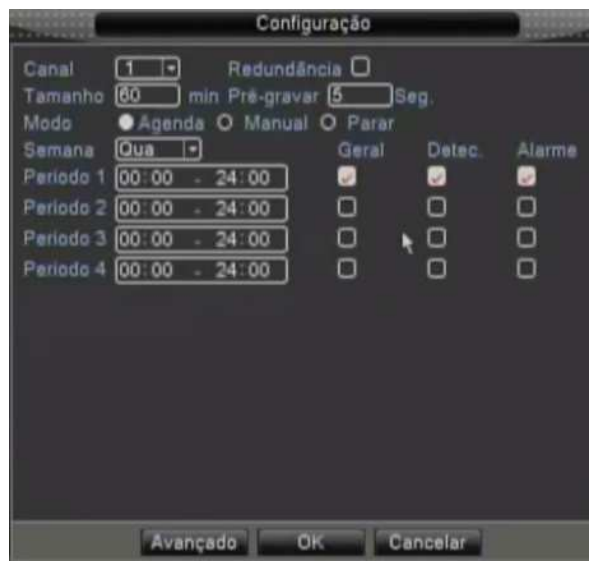 Configuração
Canal 1 Redundância
Tamanho 60 min Pré-gravar 5 Seg.
Modo Agenda Manual Parar
Semana Qua Geral Detec. Alarme
Periodo 1 00:00 - 24:00
Periodo 2 00:00 - 24:00
Periodo 3 00:00 - 24:00
Periodo 4 00:00 - 24:00
Avançado OK Cancelar